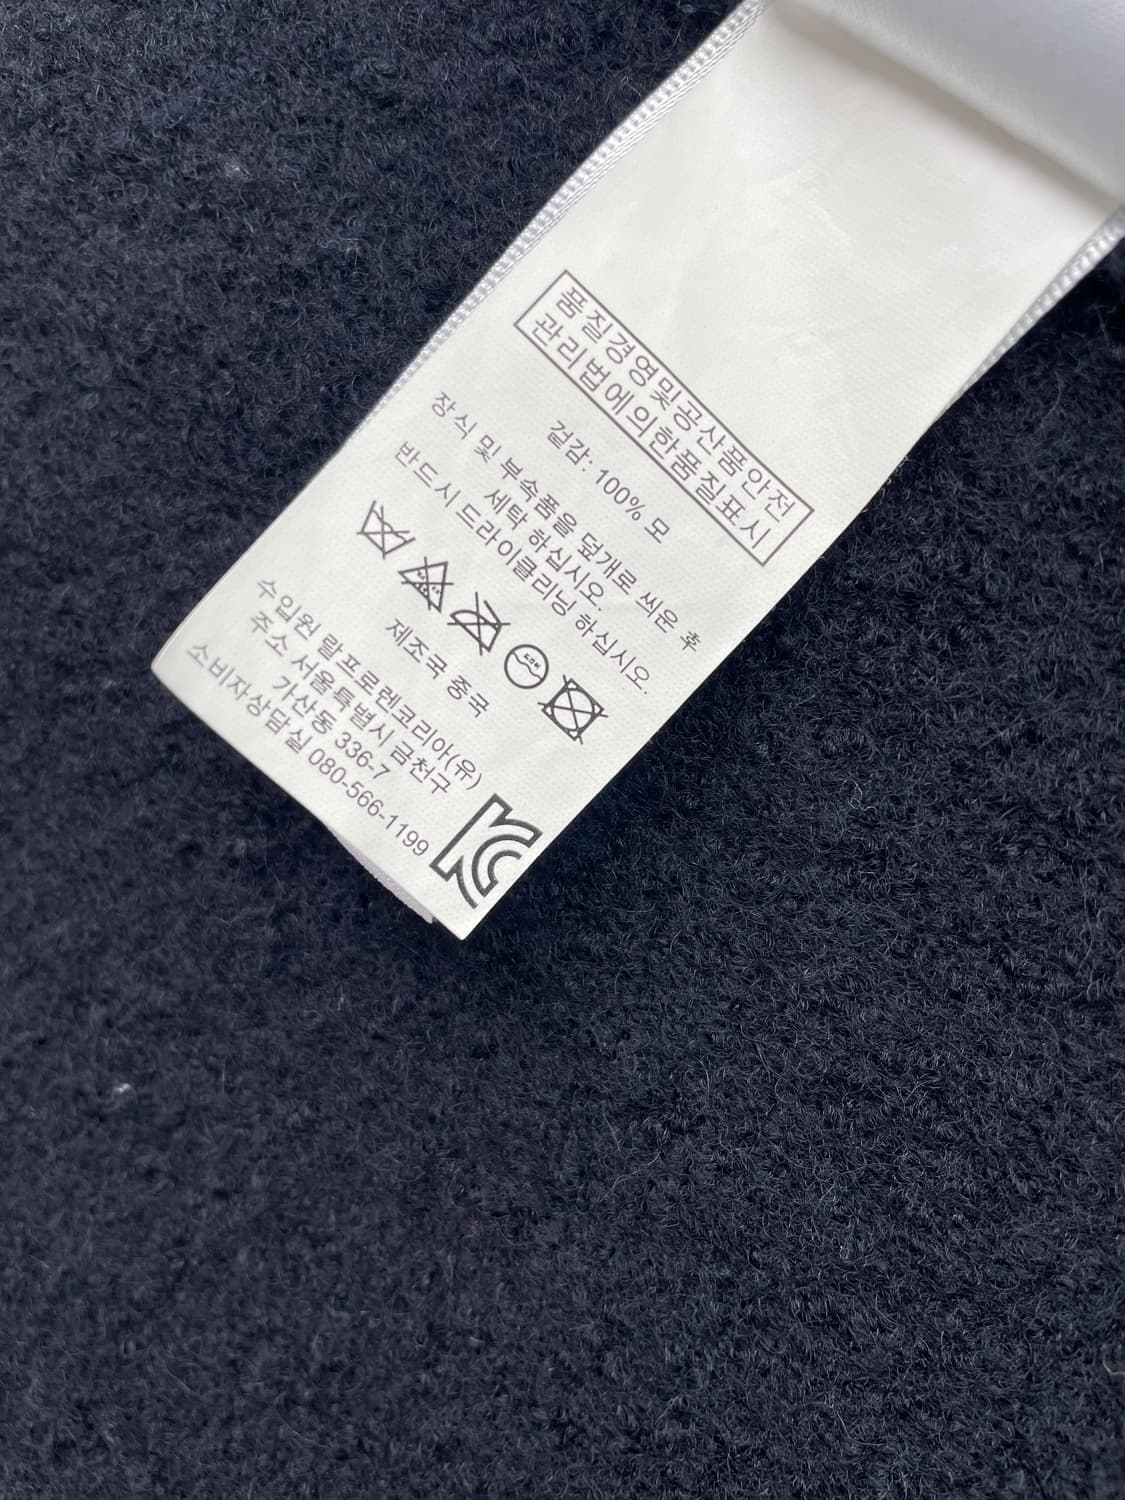 품질경영및공산품안전
관리법에의한품질표시
겉감: 100% 모
장식 및 부속품을 덮개로 씌운 후
세탁 하십시오.
반드시 드라이클리닝 하십시오.
제조국 중국
수입원 랄프로렌코리아(유)
주소 서울특별시 금천구
가산동 336-7
소비자상담실 080-566-1199